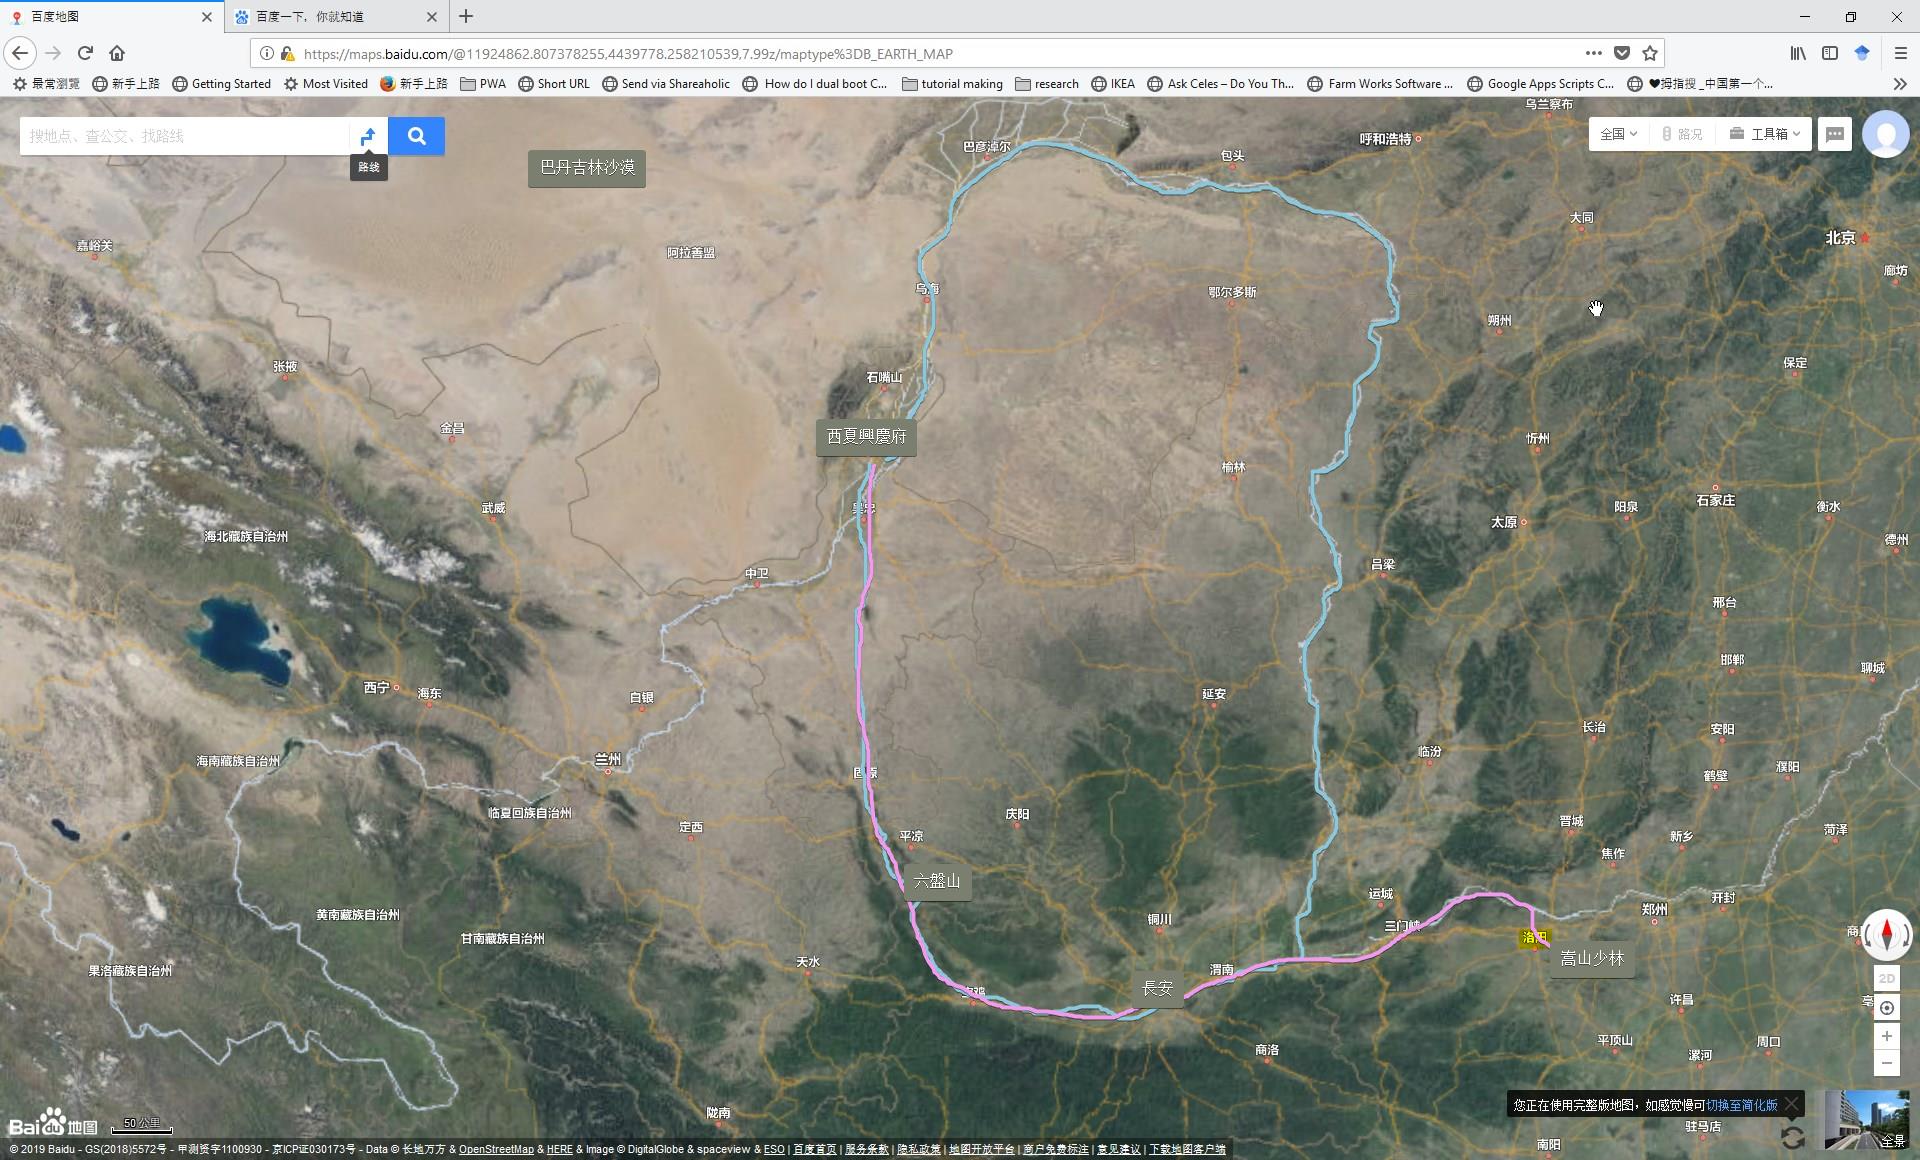 百度地图
百度一下，你就知道
https://maps.baidu.com/@11924862.807378255,4439778.258210539,7.99z/maptype%3DB_EARTH_MAP
最常瀏覽 新手上路 Getting Started Most Visited 新手上路 PWA Short URL Send via Shareaholic How do I dual boot C... tutorial making research IKEA Ask Celes – Do You Th... Farm Works Software ... Google Apps Scripts C... ♥拇指搜 _中国第一个...
搜地点、查公交、找路线
路线
全国 路况 工具箱
乌兰察布
呼和浩特
巴彦淖尔
包头
巴丹吉林沙漠
大同
北京
嘉峪关
阿拉善盟
廊坊
乌海
鄂尔多斯
朔州
张掖
石嘴山
保定
金昌
西夏興慶府
忻州
榆林
石家庄
武威
阳泉
衡水
太原
海北藏族自治州
德州
中卫
吕梁
邢台
邯郸
聊城
西宁
海东
白银
延安
长治
安阳
海南藏族自治州
兰州
临汾
濮阳
固原
鹤壁
临夏回族自治州
庆阳
定西
晋城
平凉
新乡
菏泽
焦作
六盤山
运城
开封
黄南藏族自治州
铜川
郑州
三门峡
甘南藏族自治州
洛阳
嵩山少林
天水
渭南
果洛藏族自治州
長安
许昌
2D
商洛
平顶山
周口
漯河
陇南
驻马店
南阳
您正在使用完整版地图，如感觉慢可切换至简化版
全景
Bai 地图
50 公里
© 2019 Baidu - GS(2018)5572号 - 甲测资字1100930 - 京ICP证030173号 - Data © 长地万方 & OpenStreetMap & HERE & Image © DigitalGlobe & spaceview & ESO | 百度首页 | 服务条款 | 隐私政策 | 地图开放平台 | 商户免费标注 | 意见建议 | 下载地图客户端